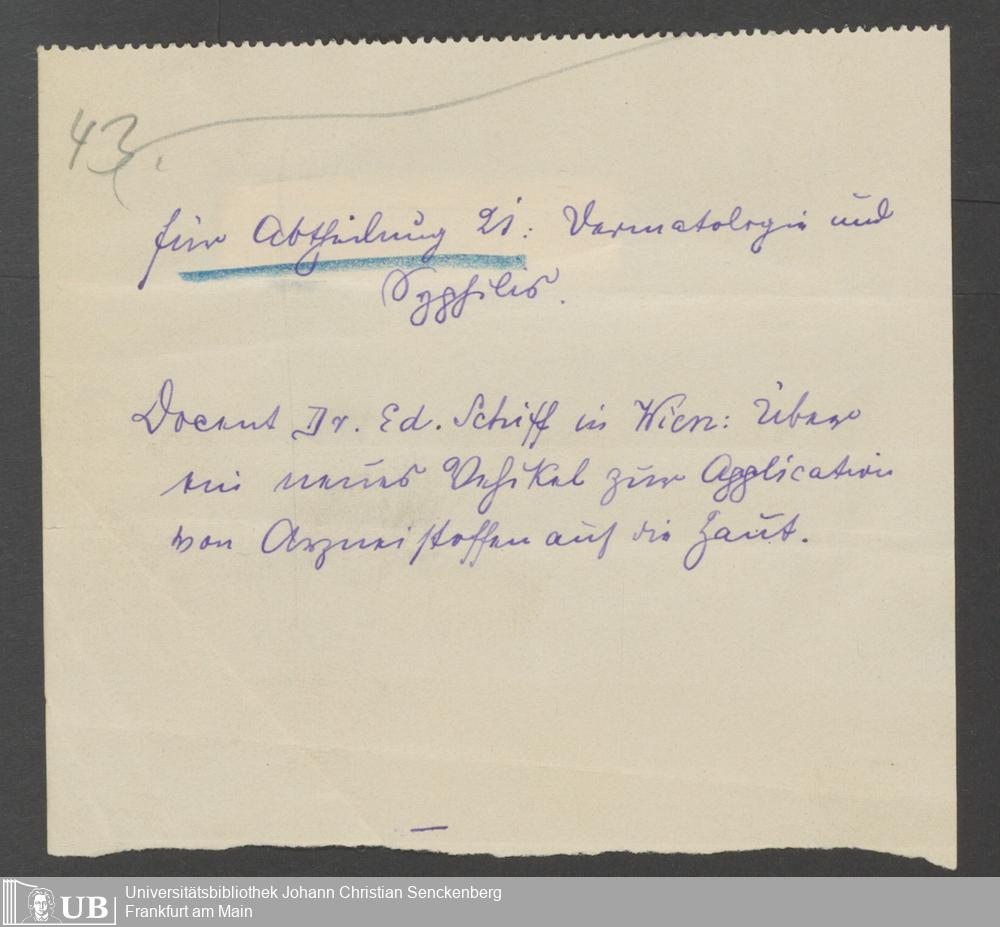 43.
für Abtheilung 21: Dermatologie und
Syphilis.
Docent Dr. Ed. Schiff in Wien: Über
ein neues Vehikel zur Application
von Arzneistoffen auf die Haut.
UB
Universitätsbibliothek Johann Christian Senckenberg
Frankfurt am Main